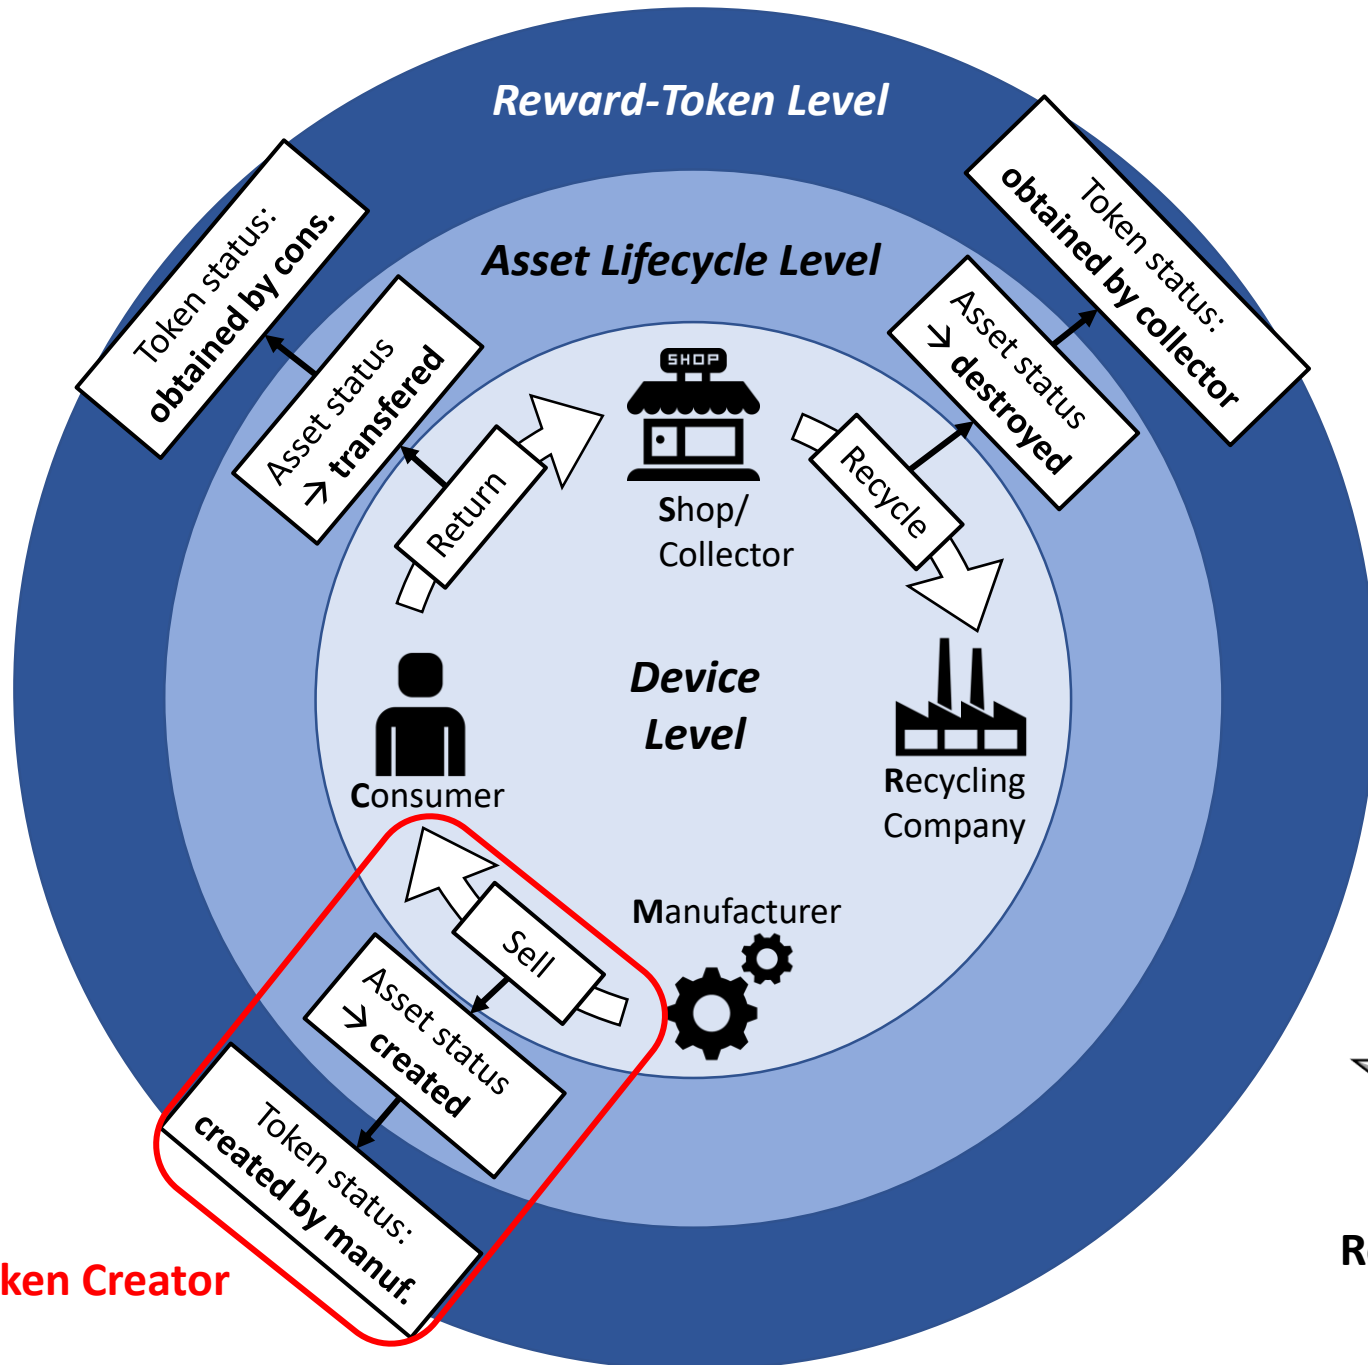 Reward-Token Level
Token status:
obtained by cons.
Token status:
obtained by collector
Asset Lifecycle Level
Asset status
→ transfered
Asset status
→ destroyed
SHOP
Return
Recycle
Shop/
Collector
Device
Level
Consumer
Recycling
Company
Manufacturer
Sell
Asset status
→ created
Token status:
created by manuf.
ken Creator
R